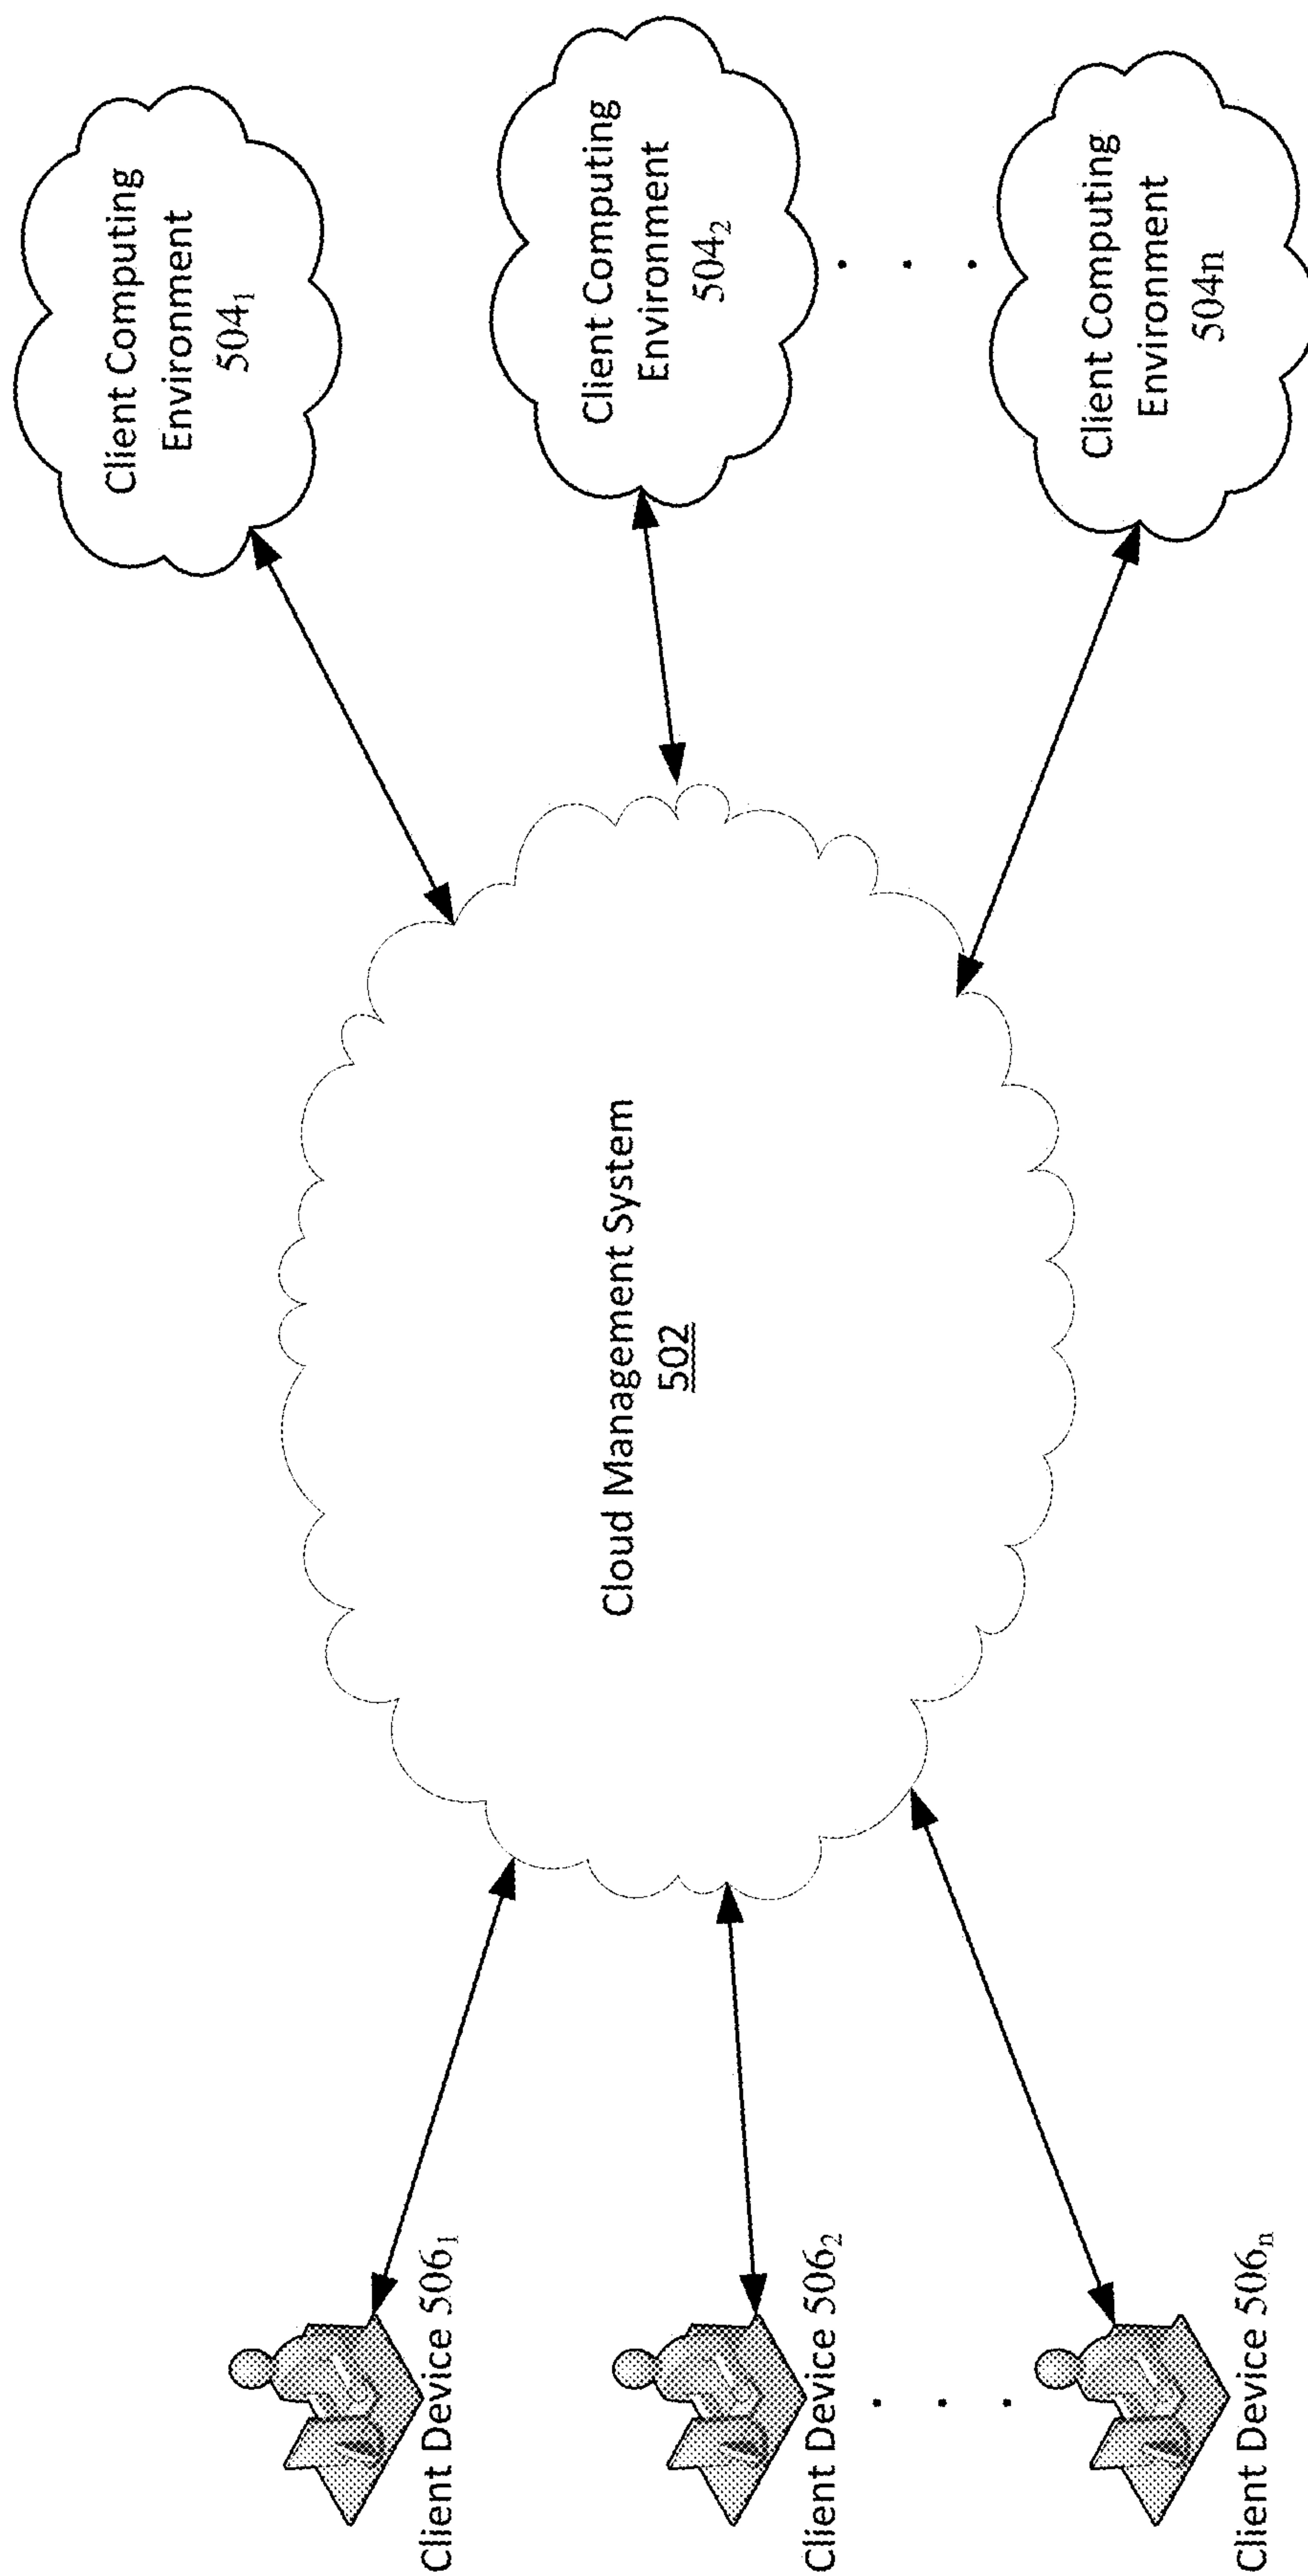 Client Device 506₁
Client Device 506₂
Client Device 506ₙ
Cloud Management System
502
Client Computing
Environment
504₁
Client Computing
Environment
504₂
Client Computing
Environment
504n